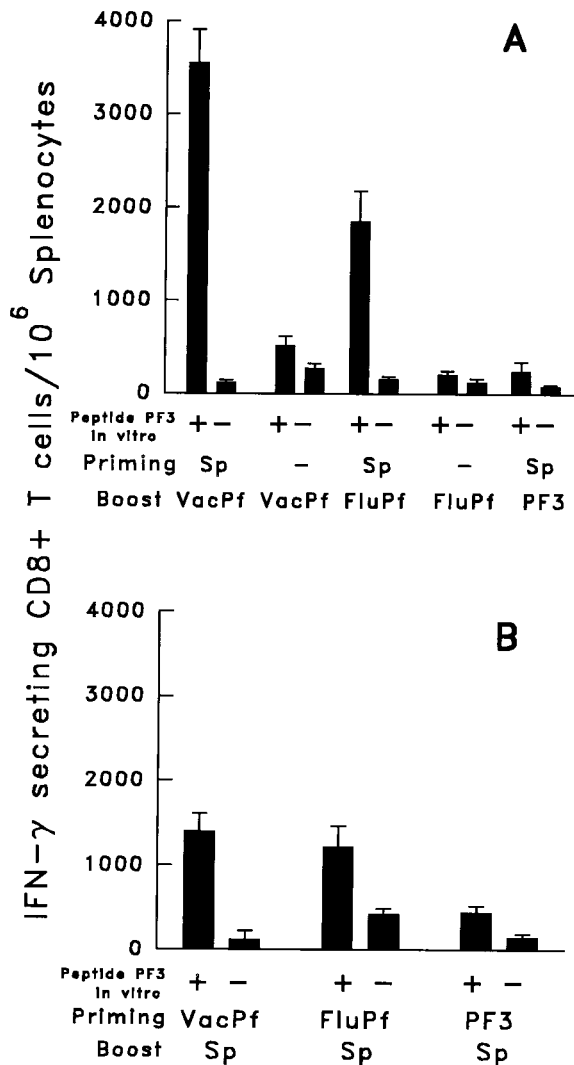 IFN-γ secreting CD8+ T cells/10⁶ Splenocytes
A
4000
3000
2000
1000
0
Peptide PF3 in vitro + − + − + − + − + −
Priming Sp − Sp − Sp
Boost VacPf VacPf FluPf FluPf PF3
B
4000
3000
2000
1000
0
Peptide PF3 in vitro + − + − + −
Priming VacPf FluPf PF3
Boost Sp Sp Sp